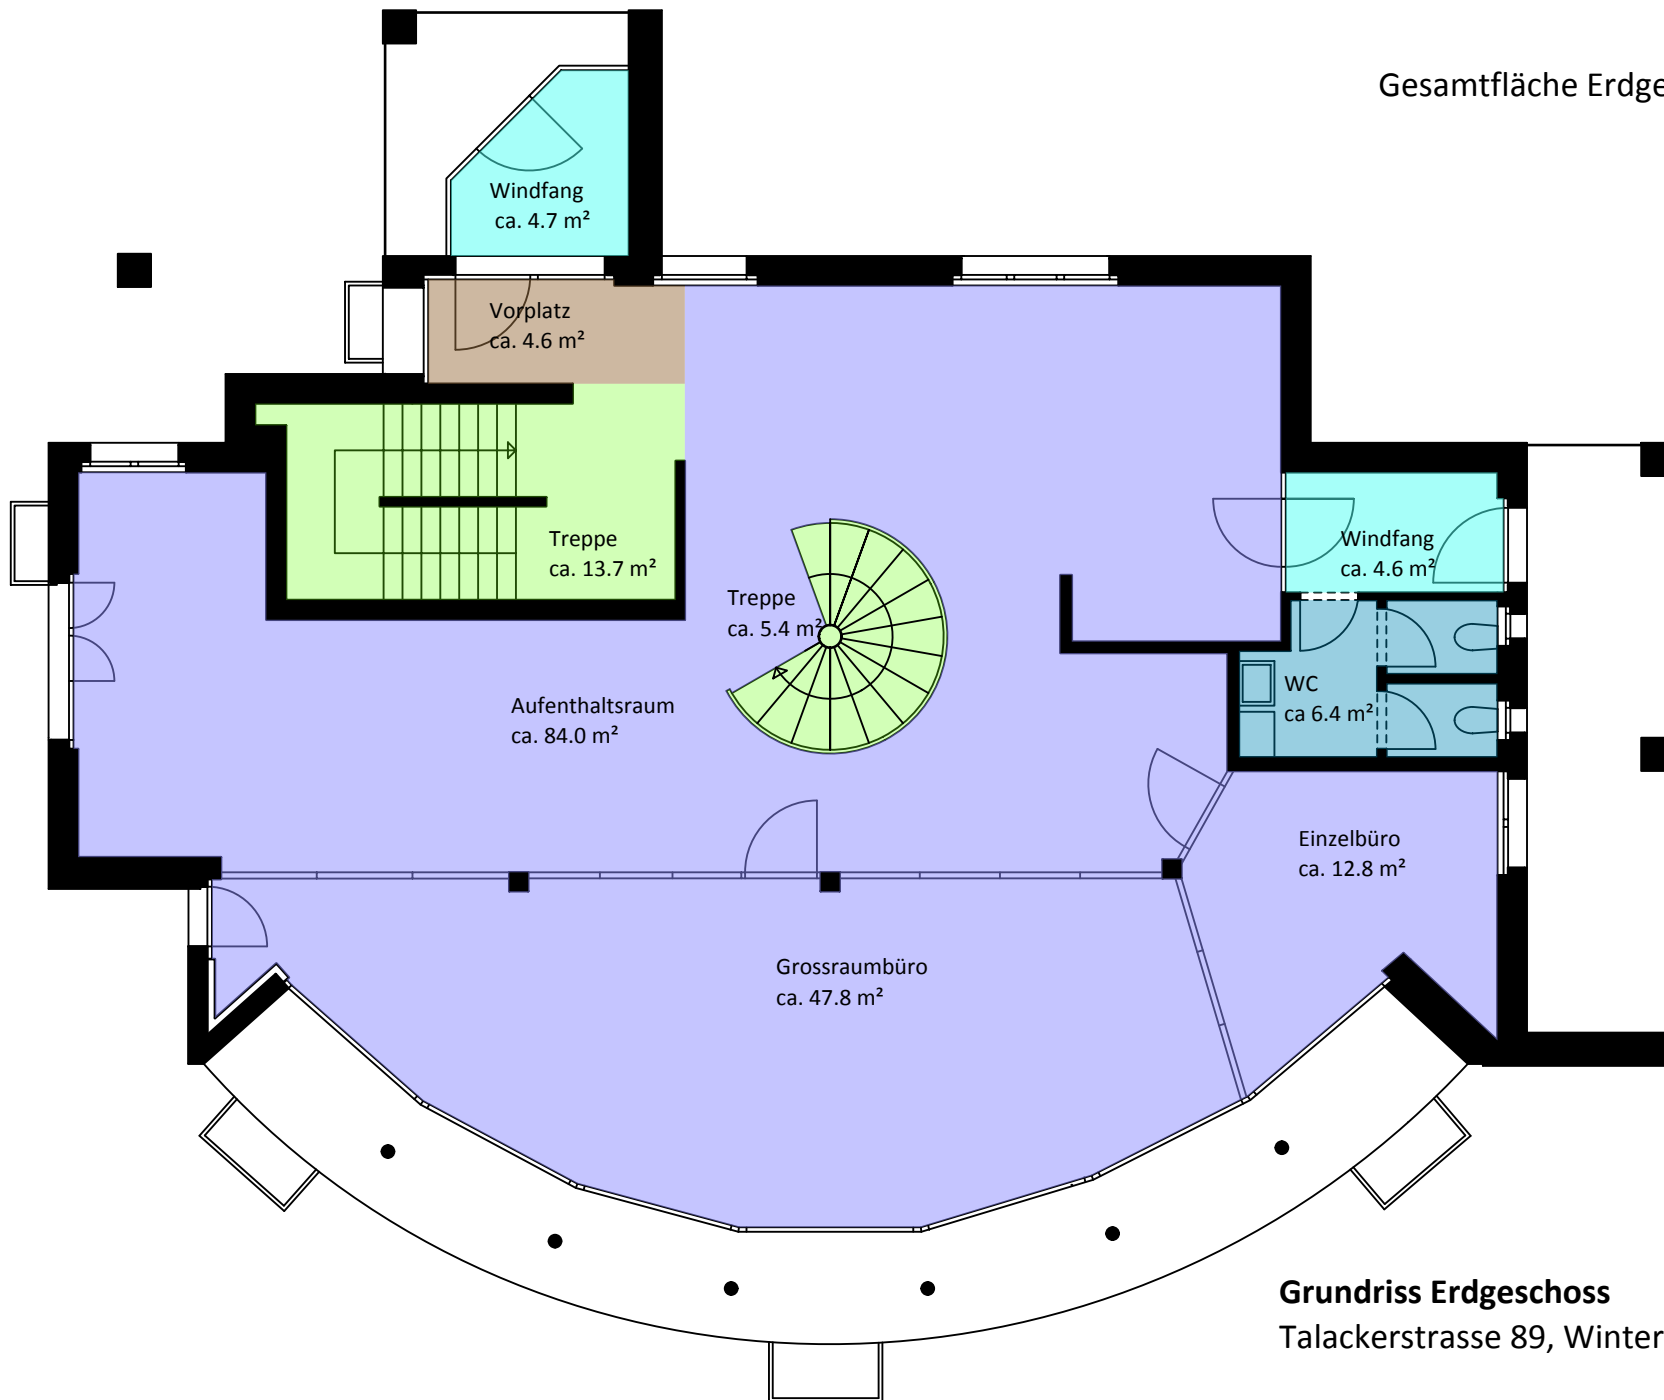 Gesamtfläche Erdge
Windfang
ca. 4.7 m²
Vorplatz
ca. 4.6 m²
Treppe
ca. 13.7 m²
Windfang
ca. 4.6 m²
Treppe
ca. 5.4 m²
WC
ca 6.4 m²
Aufenthaltsraum
ca. 84.0 m²
Einzelbüro
ca. 12.8 m²
Grossraumbüro
ca. 47.8 m²
Grundriss Erdgeschoss
Talackerstrasse 89, Winter